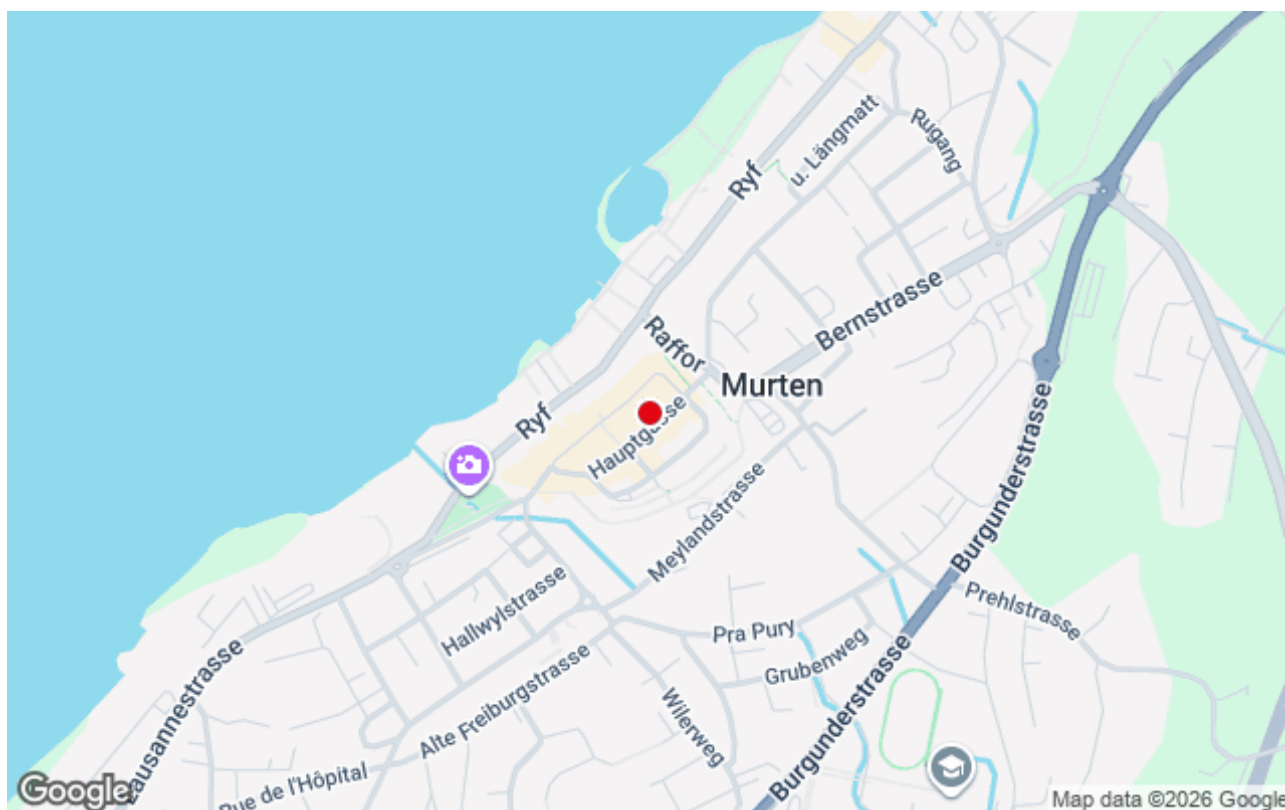 u. Längmatt
Rugang
Ryf
Bernstrasse
Raffor
Murten
Ryf
Hauptgasse
Burgunderstrasse
Meylandstrasse
Prehlstrasse
Hallwylstrasse
Pra Pury
Grubenweg
Lausannestrasse
Alte Freiburgstrasse
Wilerweg
Burgunderstrasse
Rue de l'Hôpital
Google
Map data ©2026 Google